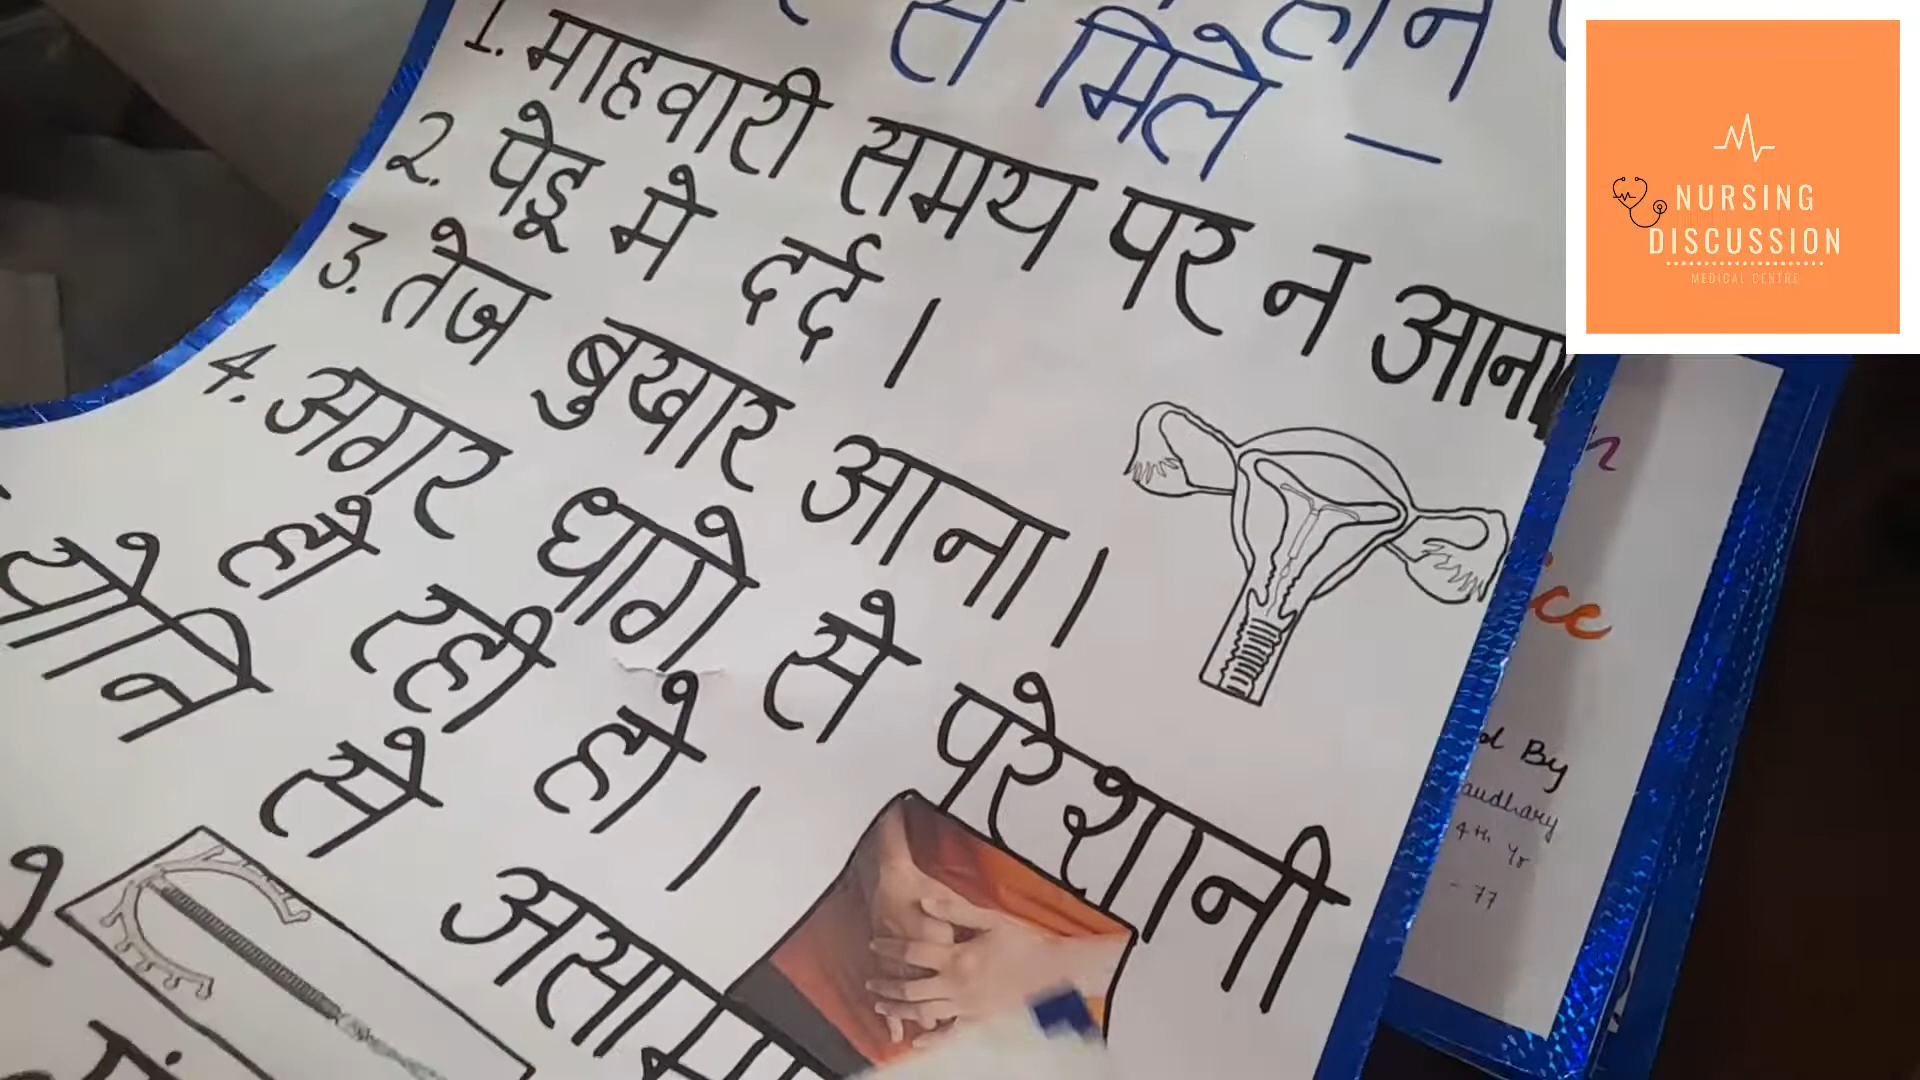 से मिले –
1. माहवारी समय पर न आना
2. पेडू मे दर्द ।
3. तेज बुखार आना ।
4. अगर धागे से परेशानी
हो रही हो ।
योनि से
By
4th Yr
- 77
NURSING
DISCUSSION
MEDICAL CENTRE